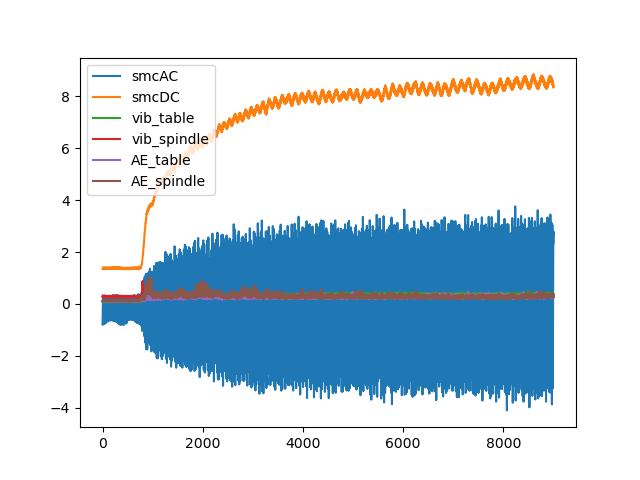 smcAC
smcDC
vib_table
vib_spindle
AE_table
AE_spindle
8
6
4
2
0
−2
−4
0 2000 4000 6000 8000